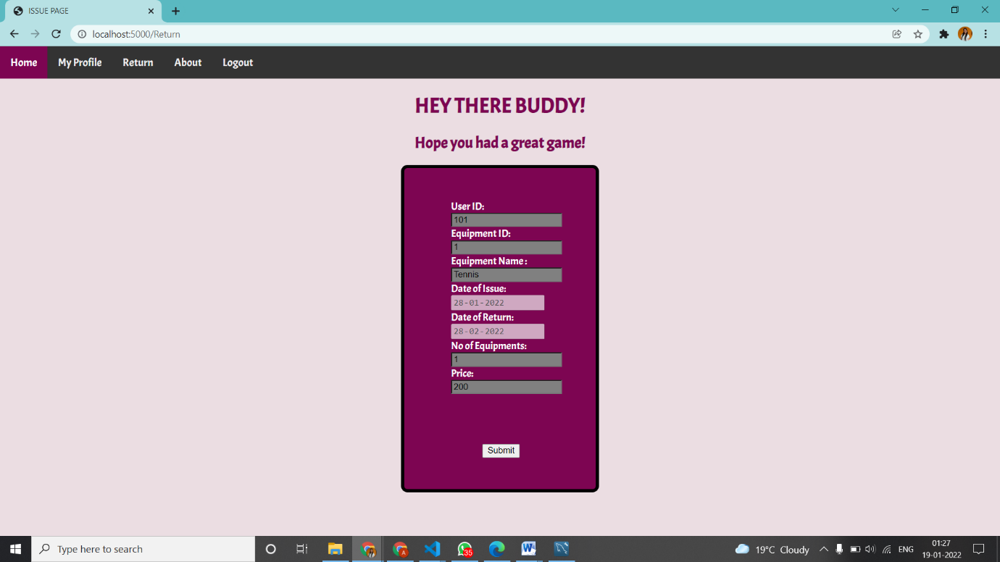 ISSUE PAGE
localhost:5000/Return
Home My Profile Return About Logout
HEY THERE BUDDY!
Hope you had a great game!
User ID:
101
Equipment ID:
1
Equipment Name :
Tennis
Date of Issue:
28-01-2022
Date of Return:
28-02-2022
No of Equipments:
1
Price:
200
Submit
Type here to search
A
35
W
19°C Cloudy
ENG
01:27
19-01-2022